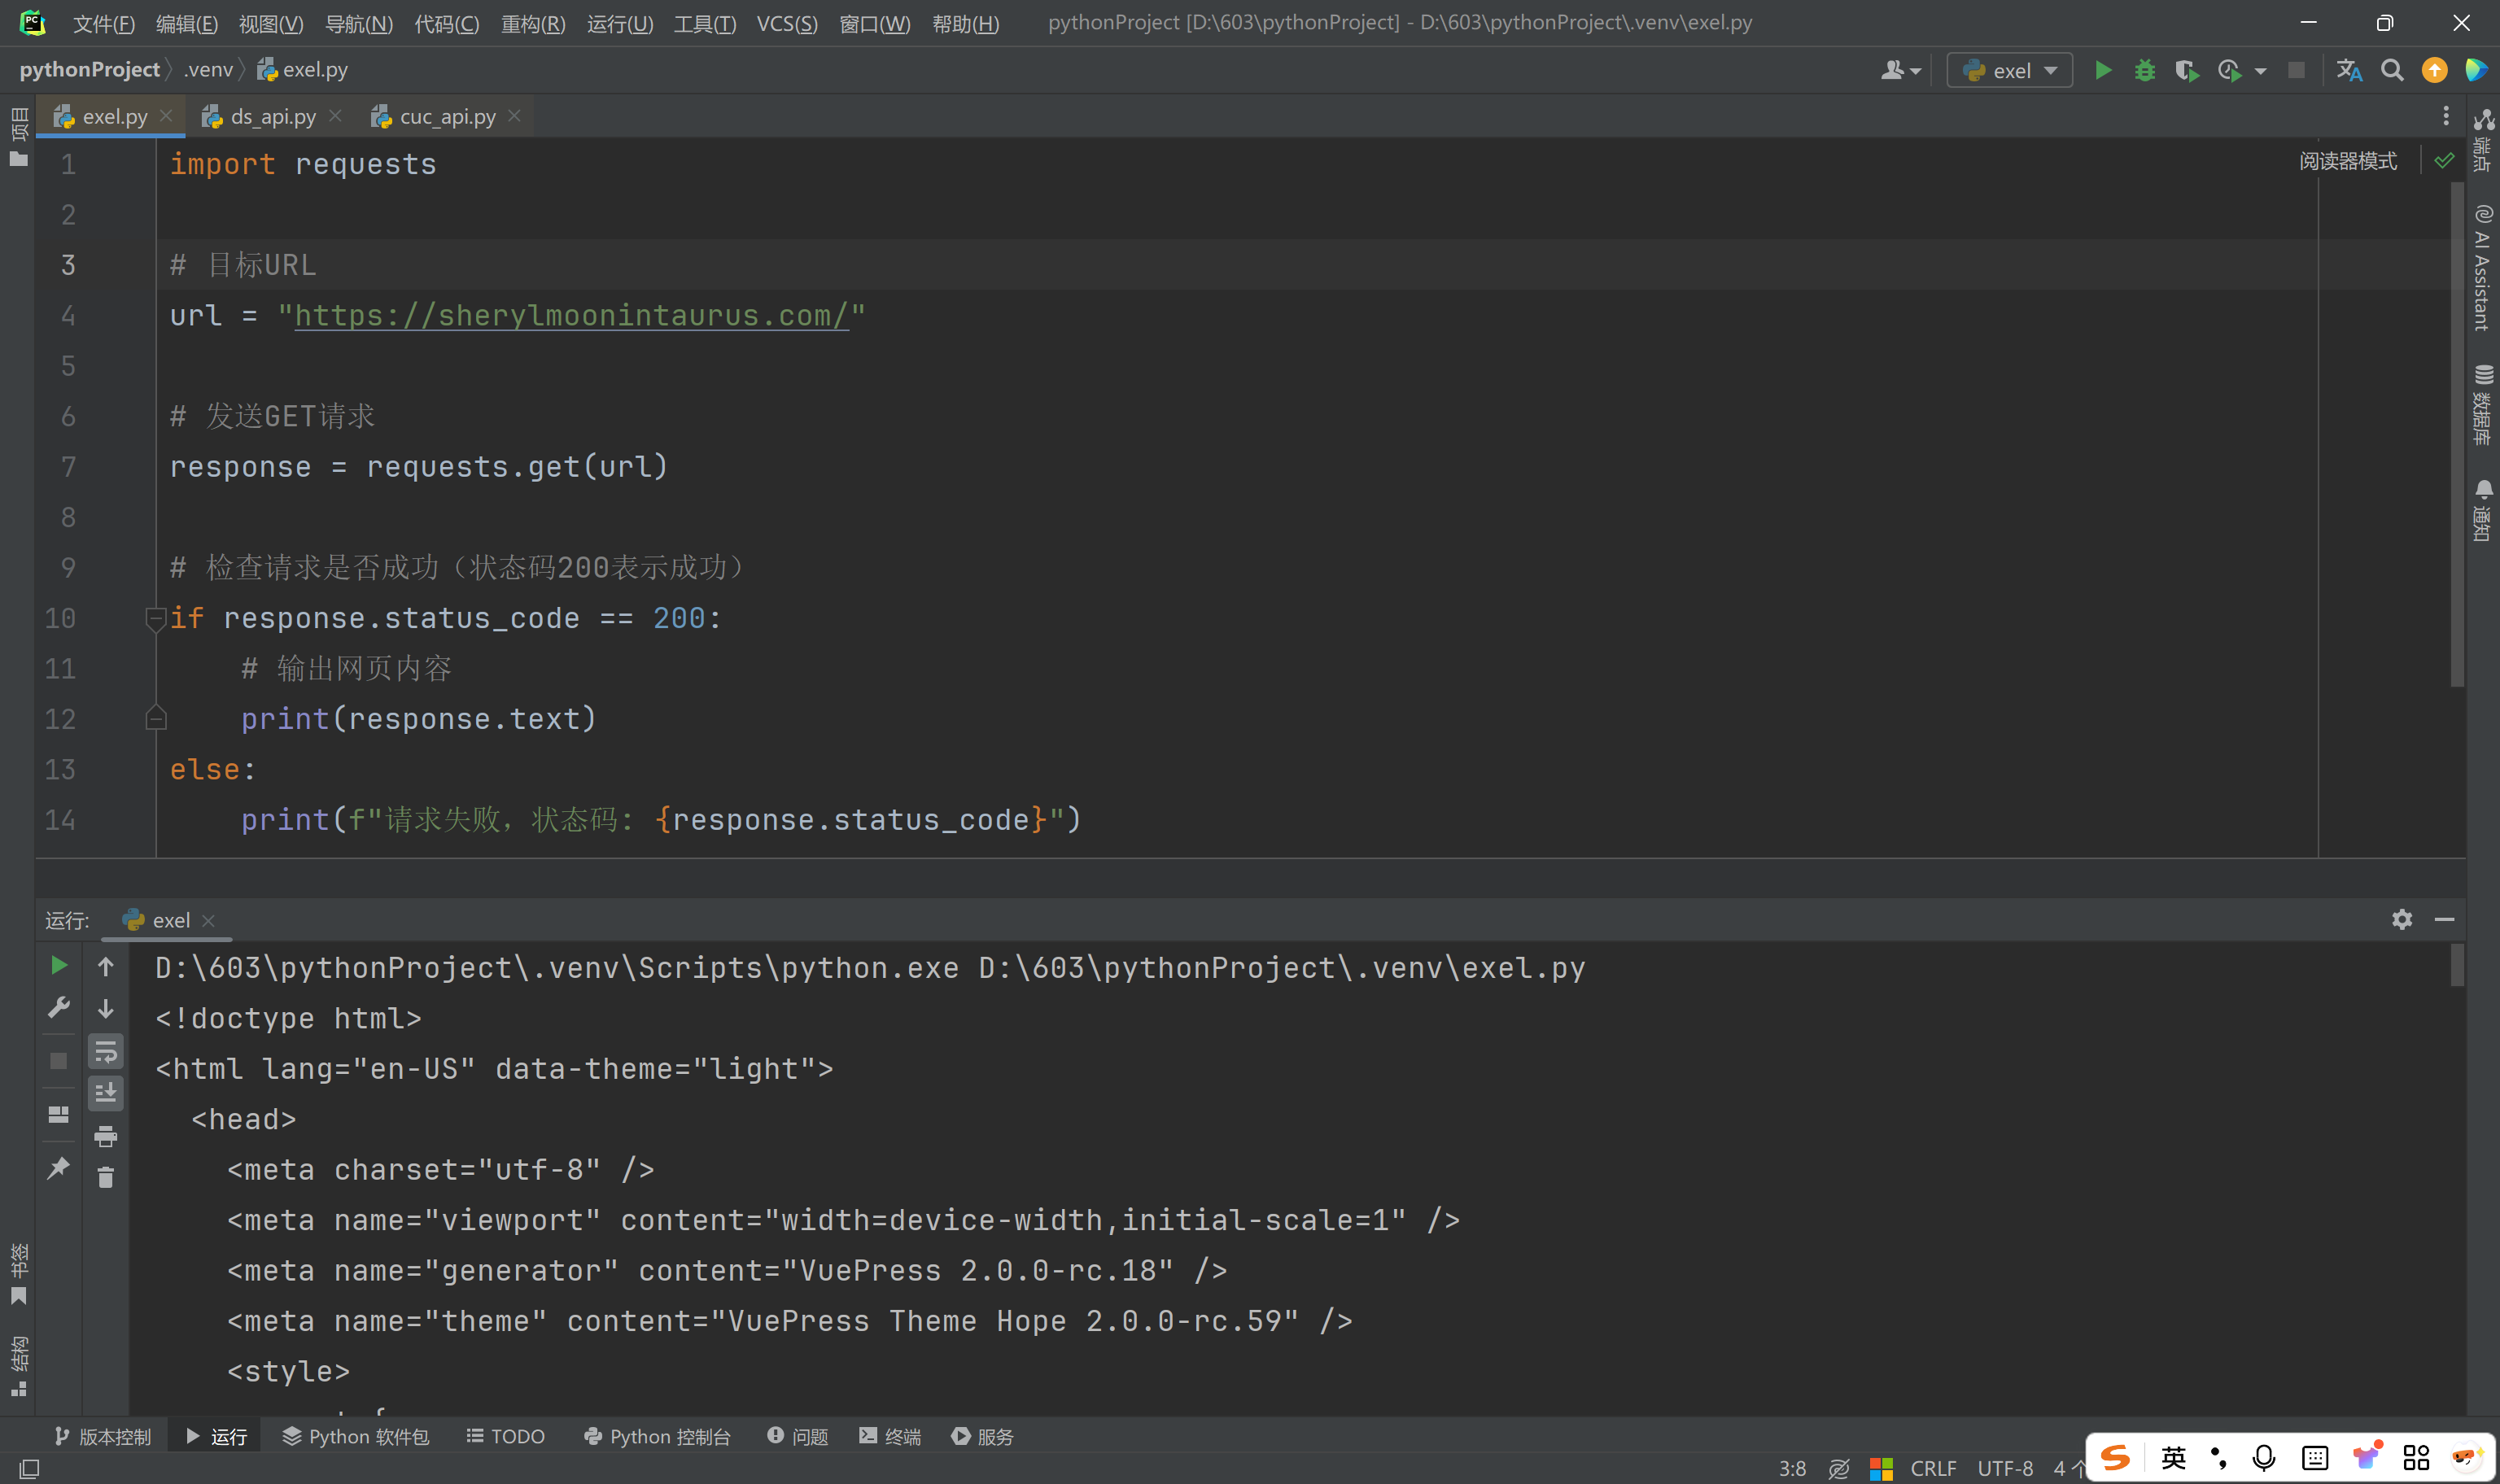 PC 文件(F) 编辑(E) 视图(V) 导航(N) 代码(C) 重构(R) 运行(U) 工具(T) VCS(S) 窗口(W) 帮助(H) pythonProject [D:\603\pythonProject] - D:\603\pythonProject\.venv\exel.py
pythonProject .venv exel.py exel
exel.py ds_api.py cuc_api.py
项目
阅读器模式
1 import requests
2
3 # 目标URL
4 url = "https://sherylmoonintaurus.com/"
5
6 # 发送GET请求
7 response = requests.get(url)
8
9 # 检查请求是否成功（状态码200表示成功）
10 if response.status_code == 200:
11     # 输出网页内容
12     print(response.text)
13 else:
14     print(f"请求失败，状态码: {response.status_code}")
端点
AI Assistant
数据库
通知
运行: exel
D:\603\pythonProject\.venv\Scripts\python.exe D:\603\pythonProject\.venv\exel.py
<!doctype html>
<html lang="en-US" data-theme="light">
  <head>
    <meta charset="utf-8" />
    <meta name="viewport" content="width=device-width,initial-scale=1" />
    <meta name="generator" content="VuePress 2.0.0-rc.18" />
    <meta name="theme" content="VuePress Theme Hope 2.0.0-rc.59" />
    <style>
书签
结构
版本控制 运行 Python 软件包 TODO Python 控制台 问题 终端 服务
3:8 CRLF UTF-8 4 个
英